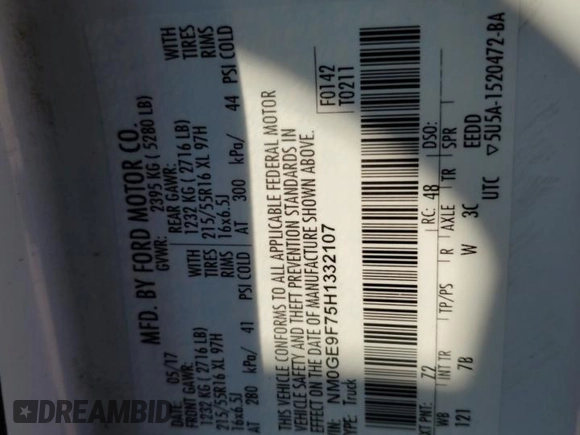 MFD. BY FORD MOTOR CO.
DATE: 05/17
GVWR: 2395 KG ( 5280 LB)
FRONT GAWR:
1232 KG ( 2716 LB)
215/55R16 XL 97H
16x6.5J
AT 280 kPa/ 41 PSI COLD
WITH
TIRES
RIMS
REAR GAWR:
1232 KG ( 2716 LB)
215/55R16 XL 97H
16x6.5J
AT 300 kPa/ 44 PSI COLD
WITH
TIRES
RIMS
THIS VEHICLE CONFORMS TO ALL APPLICABLE FEDERAL MOTOR
VEHICLE SAFETY AND THEFT PREVENTION STANDARDS IN
EFFECT ON THE DATE OF MANUFACTURE SHOWN ABOVE.
VIN: NM0GE9F75H1332107
TYPE: Truck
F0142
T0211
EXT PNT: 7Z RC: 48 DSO:
WB INT TR TP/PS R AXLE TR SPR
121 7B W 3C EEDD
UTC ▽5U5A-1520472-BA
DREAMBID